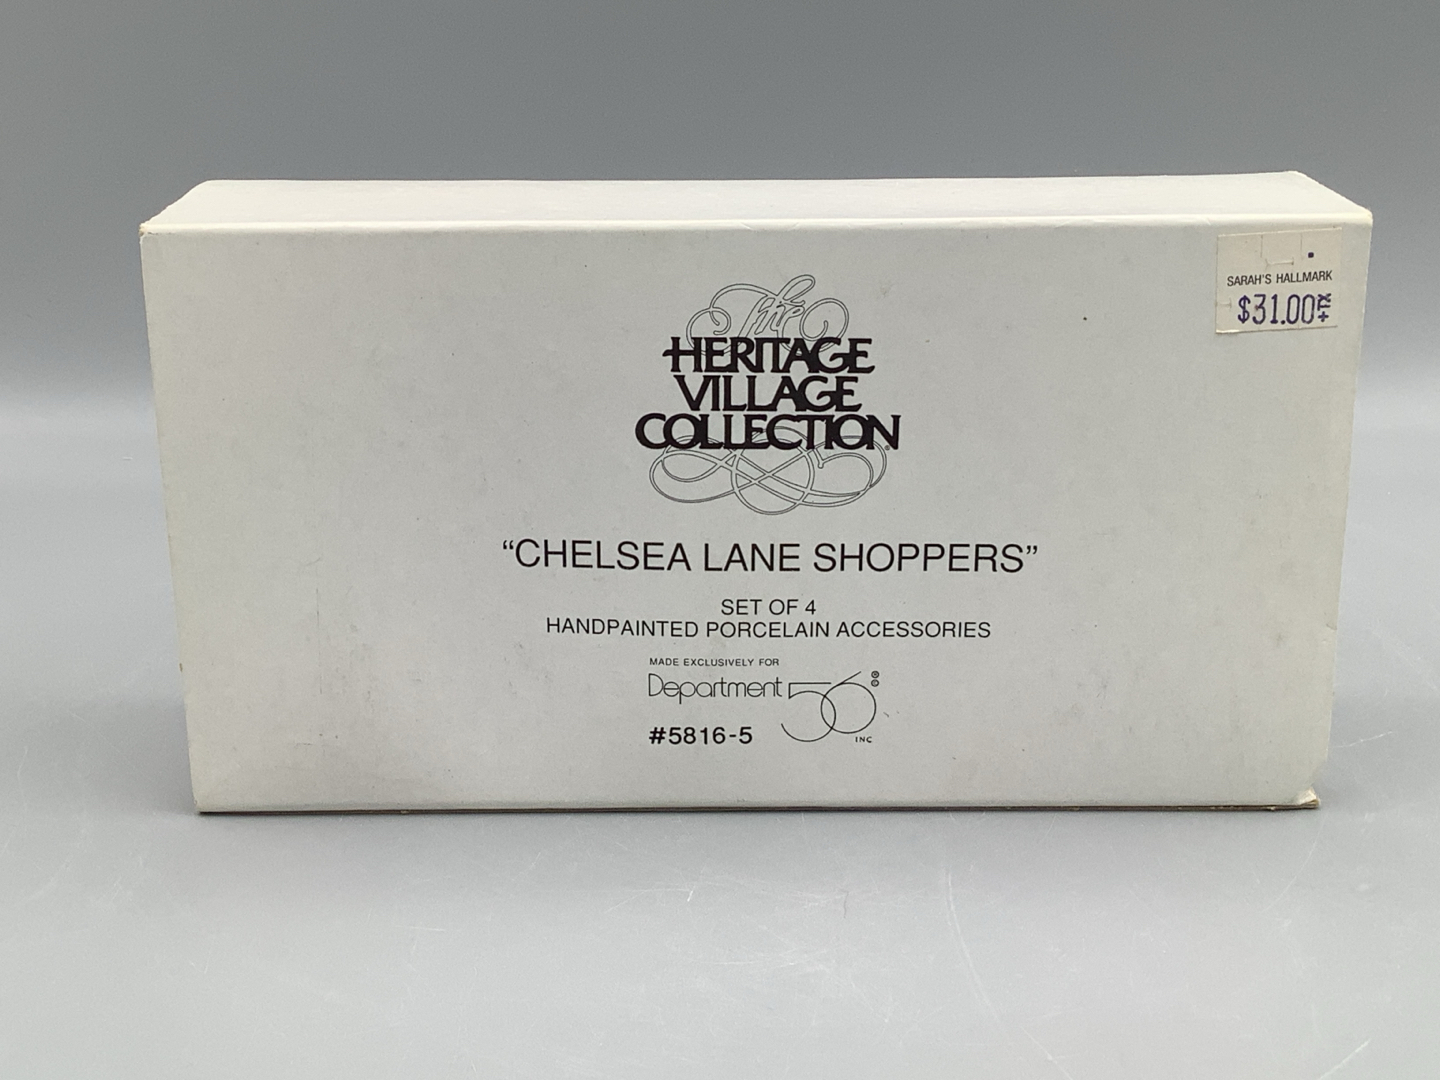 The
HERITAGE
VILLAGE
COLLECTION®
"CHELSEA LANE SHOPPERS"
SET OF 4
HANDPAINTED PORCELAIN ACCESSORIES
MADE EXCLUSIVELY FOR
Department 56 ®©
INC
#5816-5
SARAH'S HALLMARK
$31.00